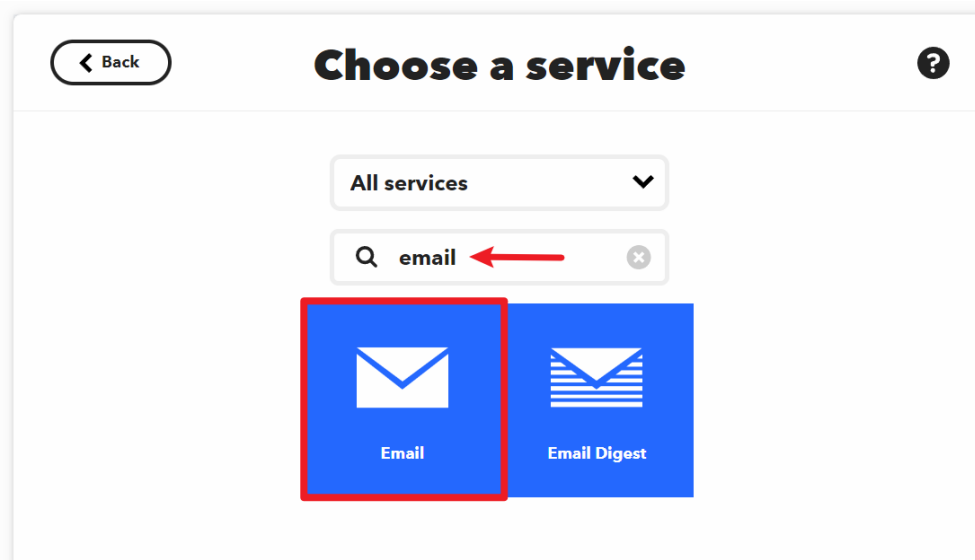 Back
Choose a service
?
All services
email
Email
Email Digest